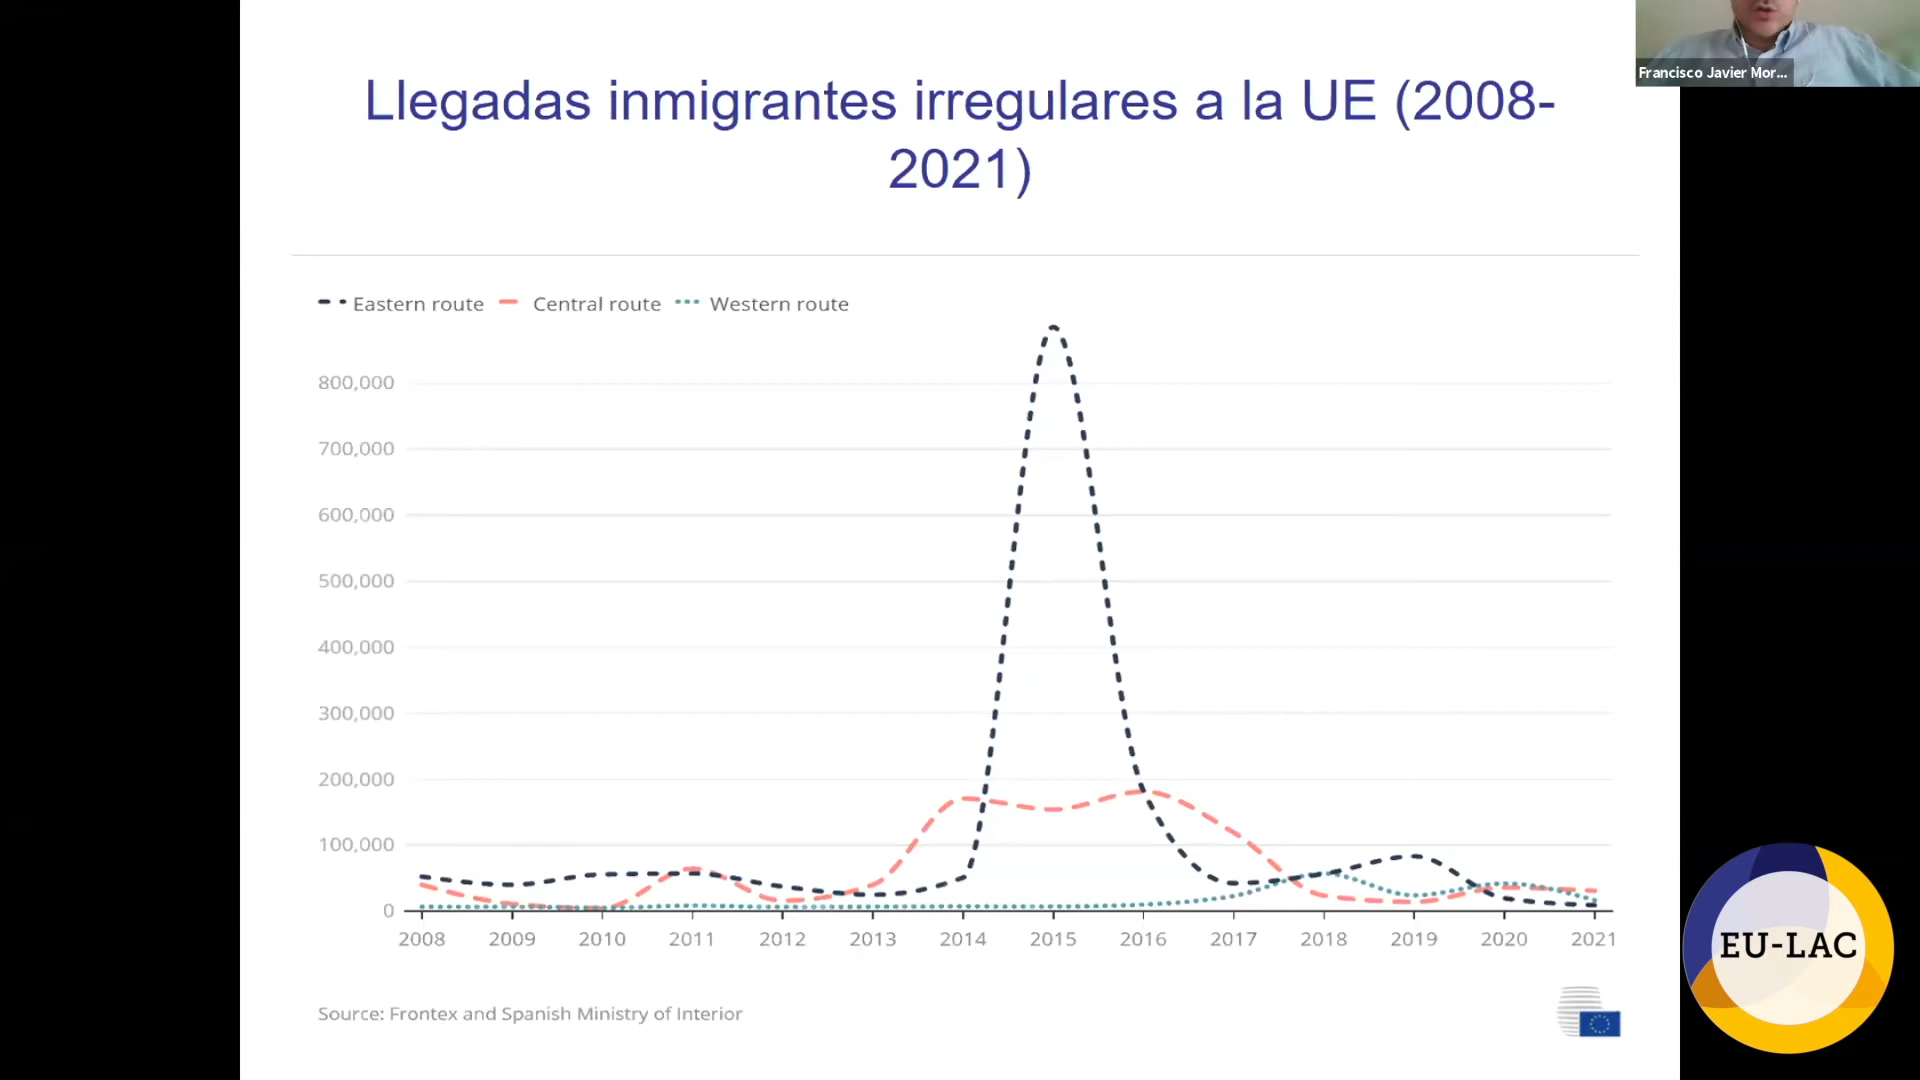 Francisco Javier Mor...
Llegadas inmigrantes irregulares a la UE (2008-
2021)
Eastern route Central route Western route
800,000
700,000
600,000
500,000
400,000
300,000
200,000
100,000
0
2008 2009 2010 2011 2012 2013 2014 2015 2016 2017 2018 2019 2020 2021
EU-LAC
Source: Frontex and Spanish Ministry of Interior